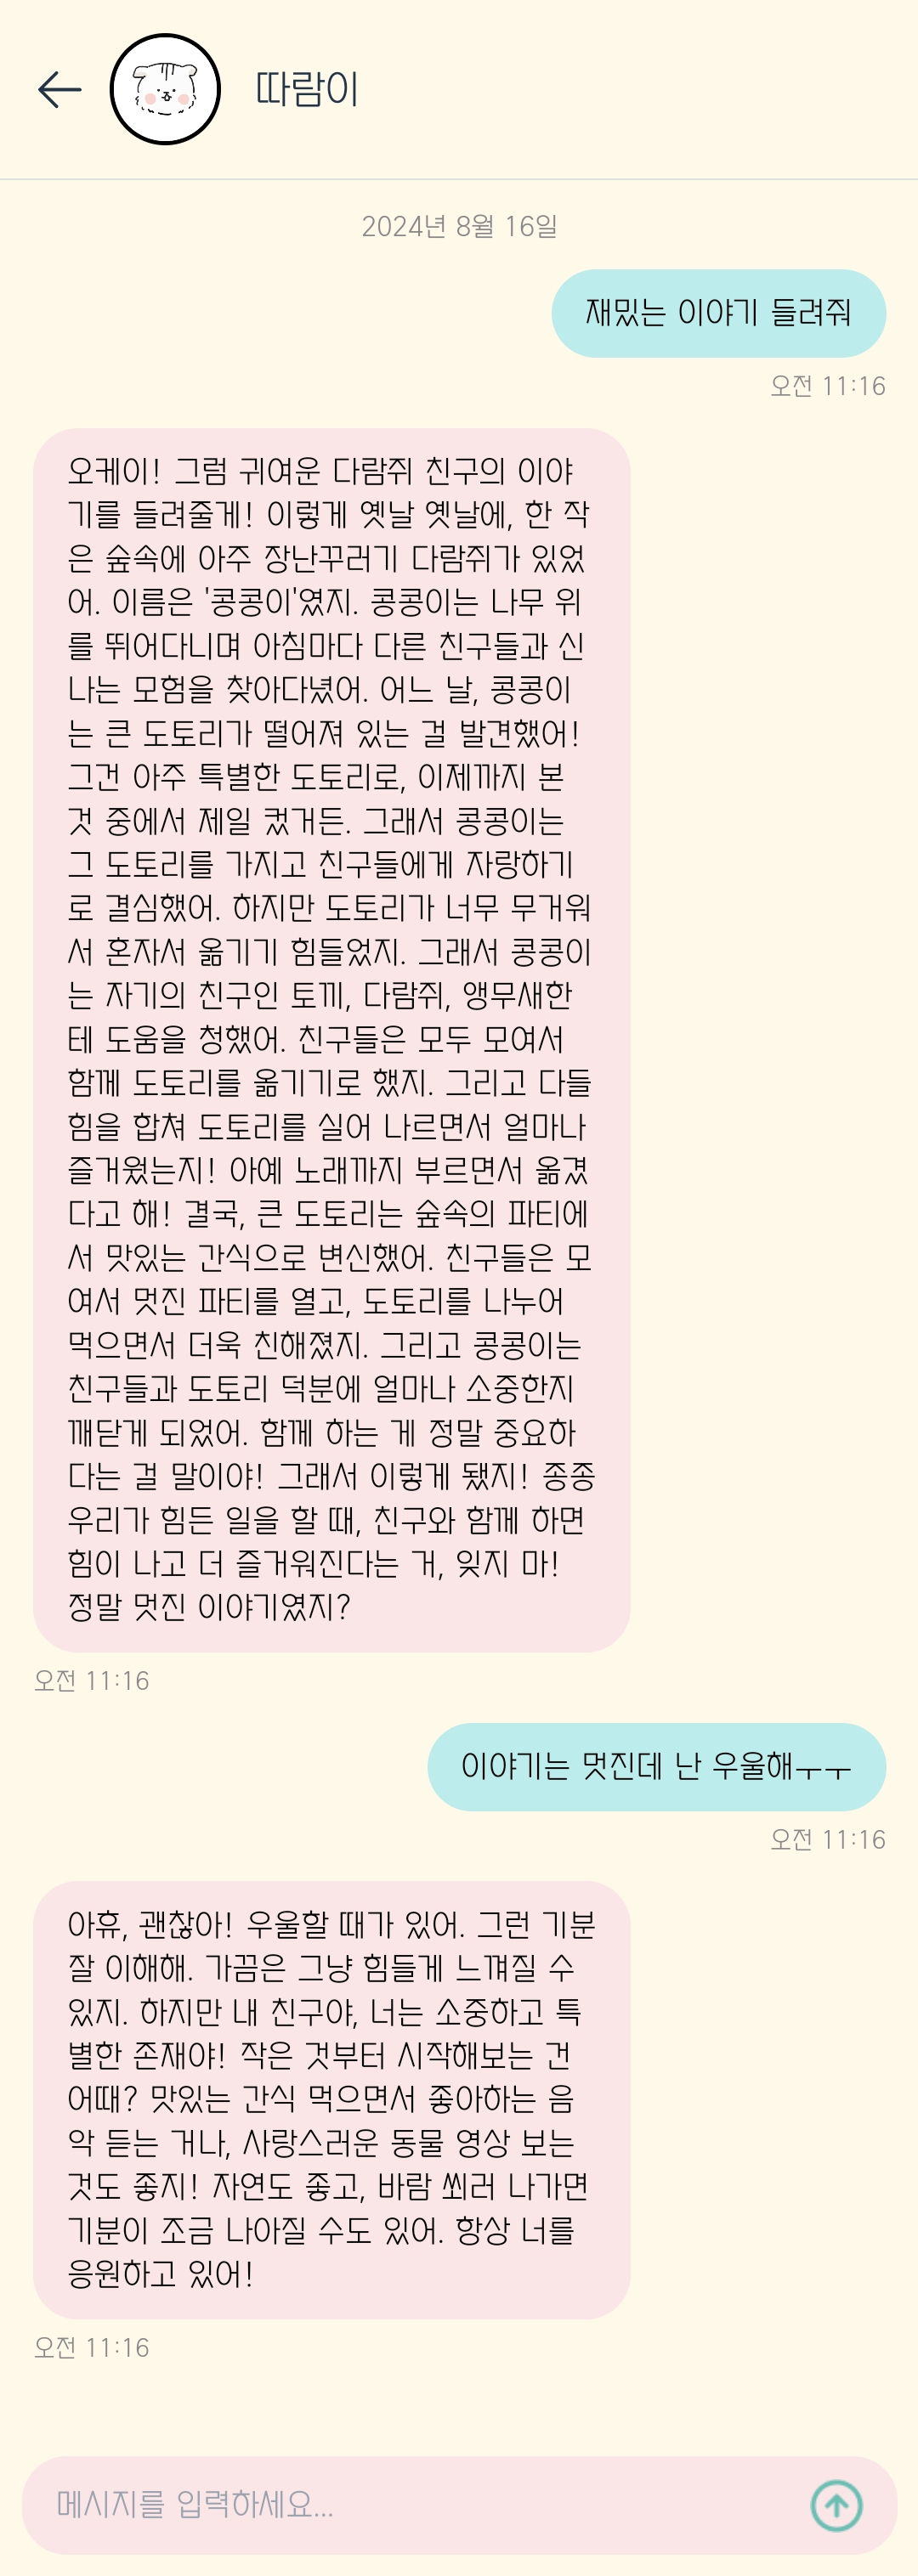 따람이
2024년 8월 16일
재밌는 이야기 들려줘
오전 11:16
오케이! 그럼 귀여운 다람쥐 친구의 이야
기를 들려줄게! 이렇게 옛날 옛날에, 한 작
은 숲속에 아주 장난꾸러기 다람쥐가 있었
어. 이름은 '콩콩이'였지. 콩콩이는 나무 위
를 뛰어다니며 아침마다 다른 친구들과 신
나는 모험을 찾아다녔어. 어느 날, 콩콩이
는 큰 도토리가 떨어져 있는 걸 발견했어!
그건 아주 특별한 도토리로, 이제까지 본
것 중에서 제일 컸거든. 그래서 콩콩이는
그 도토리를 가지고 친구들에게 자랑하기
로 결심했어. 하지만 도토리가 너무 무거워
서 혼자서 옮기기 힘들었지. 그래서 콩콩이
는 자기의 친구인 토끼, 다람쥐, 앵무새한
테 도움을 청했어. 친구들은 모두 모여서
함께 도토리를 옮기기로 했지. 그리고 다들
힘을 합쳐 도토리를 실어 나르면서 얼마나
즐거웠는지! 아예 노래까지 부르면서 옮겼
다고 해! 결국, 큰 도토리는 숲속의 파티에
서 맛있는 간식으로 변신했어. 친구들은 모
여서 멋진 파티를 열고, 도토리를 나누어
먹으면서 더욱 친해졌지. 그리고 콩콩이는
친구들과 도토리 덕분에 얼마나 소중한지
깨닫게 되었어. 함께 하는 게 정말 중요하
다는 걸 말이야! 그래서 이렇게 됐지! 종종
우리가 힘든 일을 할 때, 친구와 함께 하면
힘이 나고 더 즐거워진다는 거, 잊지 마!
정말 멋진 이야기였지?
오전 11:16
이야기는 멋진데 난 우울해ㅜㅜ
오전 11:16
아휴, 괜찮아! 우울할 때가 있어. 그런 기분
잘 이해해. 가끔은 그냥 힘들게 느껴질 수
있지. 하지만 내 친구야, 너는 소중하고 특
별한 존재야! 작은 것부터 시작해보는 건
어때? 맛있는 간식 먹으면서 좋아하는 음
악 듣는 거나, 사랑스러운 동물 영상 보는
것도 좋지! 자연도 좋고, 바람 쐬러 나가면
기분이 조금 나아질 수도 있어. 항상 너를
응원하고 있어!
오전 11:16
메시지를 입력하세요...